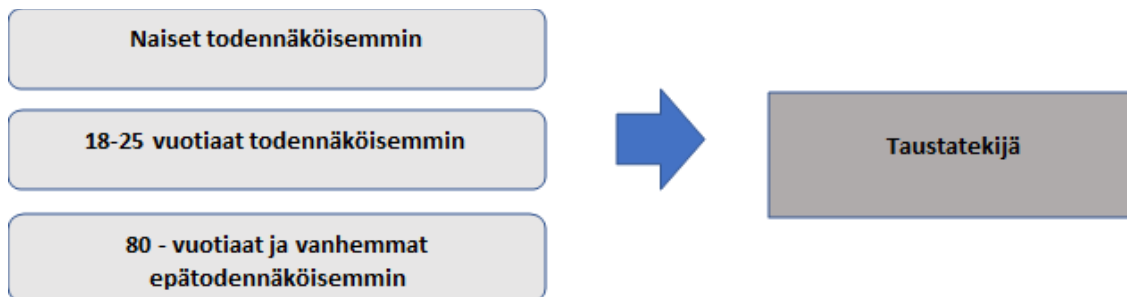 Naiset todennäköisemmin
18-25 vuotiaat todennäköisemmin
80 - vuotiaat ja vanhemmat
epätodennäköisemmin
Taustatekijä